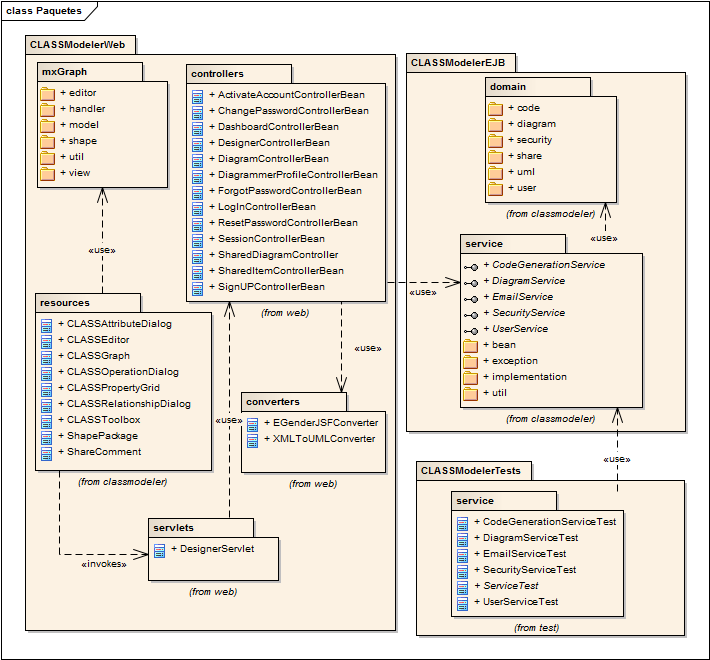 class Paquetes
CLASSModelerWeb
mxGraph
+ editor
+ handler
+ model
+ shape
+ util
+ view
controllers
+ ActivateAccountControllerBean
+ ChangePasswordControllerBean
+ DashboardControllerBean
+ DesignerControllerBean
+ DiagramControllerBean
+ DiagrammerProfileControllerBean
+ ForgotPasswordControllerBean
+ LogInControllerBean
+ ResetPasswordControllerBean
+ SessionControllerBean
+ SharedDiagramController
+ SharedItemControllerBean
+ SignUPControllerBean
(from web)
«use»
resources
+ CLASSAttributeDialog
+ CLASSEditor
+ CLASSGraph
+ CLASSOperationDialog
+ CLASSPropertyGrid
+ CLASSRelationshipDialog
+ CLASSToolbox
+ ShapePackage
+ ShareComment
(from classmodeler)
«use»
«use»
converters
+ EGenderJSFConverter
+ XMLToUMLConverter
(from web)
servlets
+ DesignerServlet
(from web)
«invokes»
«use»
CLASSModelerEJB
domain
+ code
+ diagram
+ security
+ share
+ uml
+ user
(from classmodeler)
«use»
service
+ CodeGenerationService
+ DiagramService
+ EmailService
+ SecurityService
+ UserService
+ bean
+ exception
+ implementation
+ util
(from classmodeler)
«use»
CLASSModelerTests
service
+ CodeGenerationServiceTest
+ DiagramServiceTest
+ EmailServiceTest
+ SecurityServiceTest
+ ServiceTest
+ UserServiceTest
(from test)